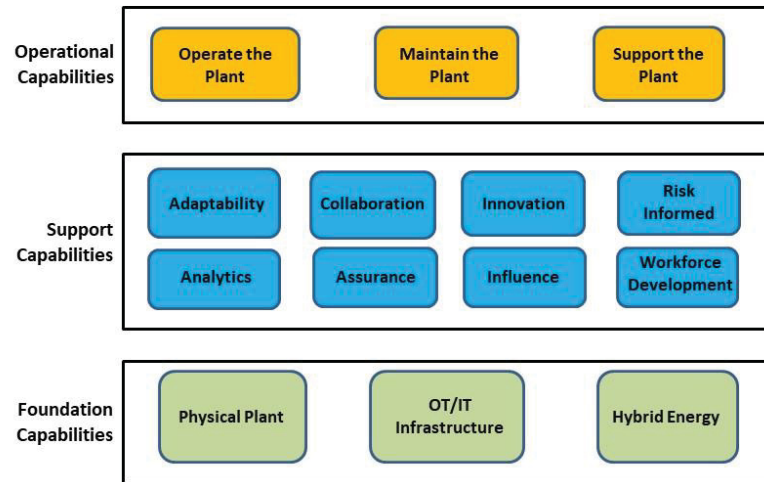 Operational
Capabilities
Operate the
Plant
Maintain the
Plant
Support the
Plant
Support
Capabilities
Adaptability
Collaboration
Innovation
Risk
Informed
Analytics
Assurance
Influence
Workforce
Development
Foundation
Capabilities
Physical Plant
OT/IT
Infrastructure
Hybrid Energy